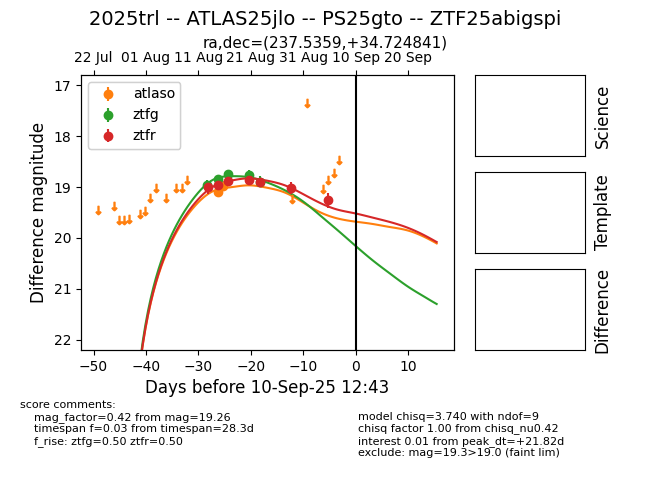 2025trl -- ATLAS25jlo -- PS25gto -- ZTF25abigspi
ra,dec=(237.5359,+34.724841)
22 Jul 01 Aug 11 Aug 21 Aug 31 Aug 10 Sep 20 Sep
atlaso
ztfg
ztfr
17
18
19
20
21
22
Difference magnitude
−50 −40 −30 −20 −10 0 10
Days before 10-Sep-25 12:43
Science
Template
Difference
score comments:
mag_factor=0.42 from mag=19.26
timespan f=0.03 from timespan=28.3d
f_rise: ztfg=0.50 ztfr=0.50
model chisq=3.740 with ndof=9
chisq factor 1.00 from chisq_nu0.42
interest 0.01 from peak_dt=+21.82d
exclude: mag=19.3>19.0 (faint lim)